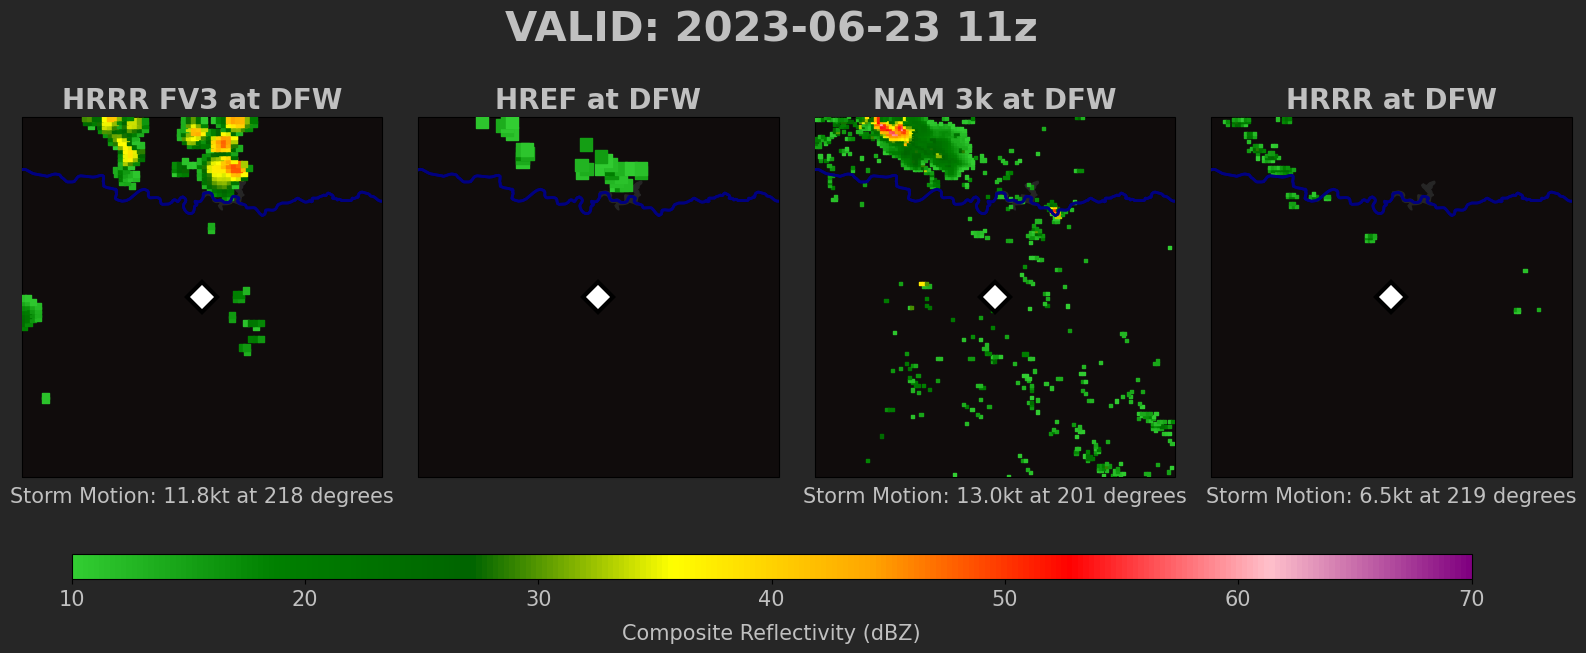 VALID: 2023-06-23 11z
HRRR FV3 at DFW
HREF at DFW
NAM 3k at DFW
HRRR at DFW
Storm Motion: 11.8kt at 218 degrees
Storm Motion: 13.0kt at 201 degrees
Storm Motion: 6.5kt at 219 degrees
10 20 30 40 50 60 70
Composite Reflectivity (dBZ)